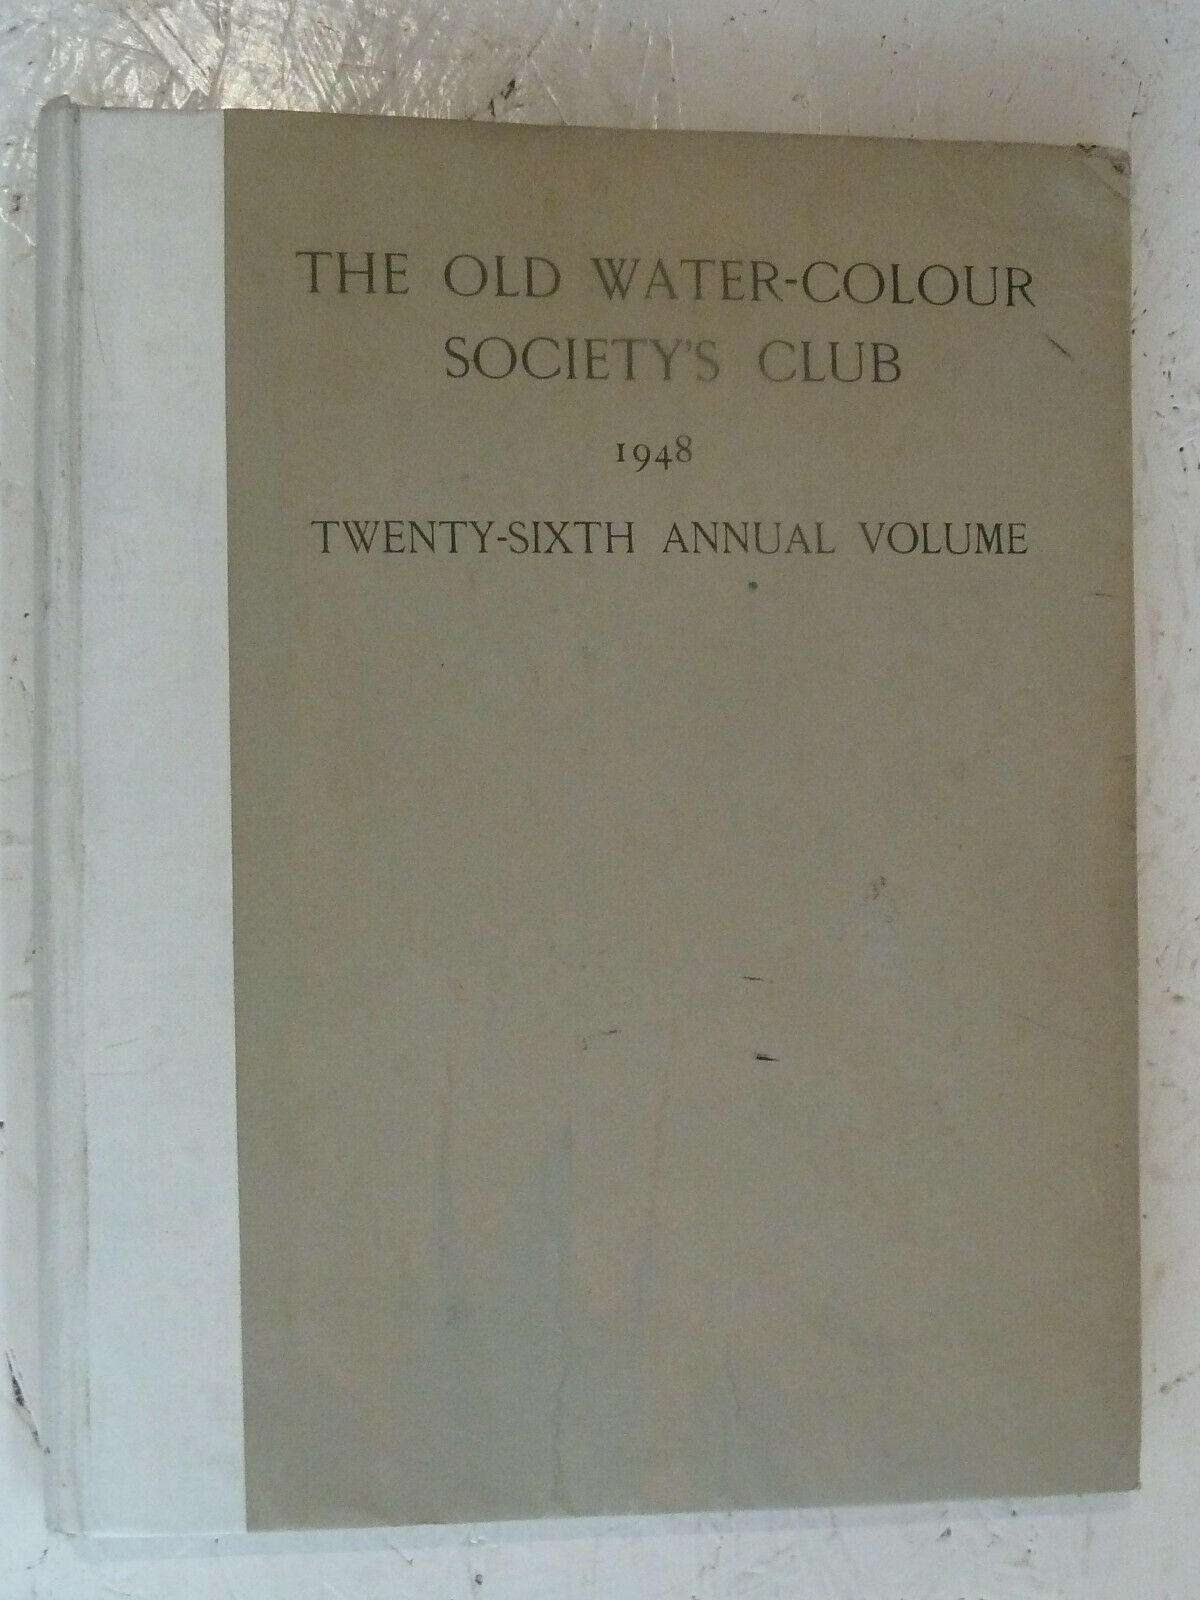 THE OLD WATER-COLOUR
SOCIETY'S CLUB
1948
TWENTY-SIXTH ANNUAL VOLUME